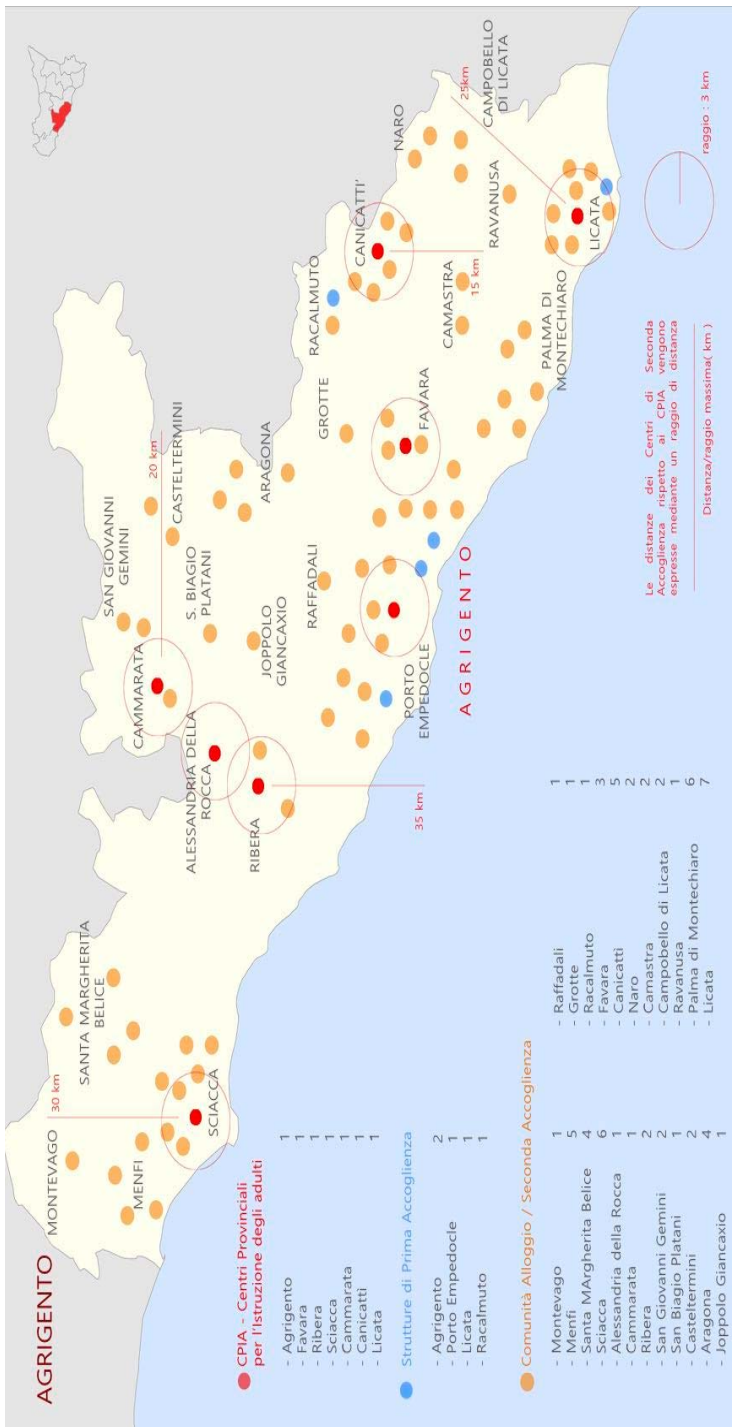 AGRIGENTO
MONTEVAGO
30 km
SANTA MARGHERITA
BELICE
MENFI
SCIACCA
CAMMARATA
SAN GIOVANNI
GEMINI
20 km
CASTELTERMINI
ALESSANDRIA DELLA
ROCCA
S. BIAGIO
PLATANI
RIBERA
JOPPOLO
GIANCAXIO
ARAGONA
35 km
RAFFADALI
GROTTE
RACALMUTO
CANICATTI'
NARO
PORTO
EMPEDOCLE
AGRIGENTO
FAVARA
CAMASTRA
15 km
RAVANUSA
25km
CAMPOBELLO
DI LICATA
PALMA DI
MONTECHIARO
LICATA
CPIA - Centri Provinciali
per l'Istruzione degli adulti
- Agrigento 1
- Favara 1
- Ribera 1
- Sciacca 1
- Cammarata 1
- Canicatti 1
- Licata 1
Strutture di Prima Accoglienza
- Agrigento 2
- Porto Empedocle 1
- Licata 1
- Racalmuto 1
Comunità Alloggio / Seconda Accoglienza
- Montevago 1
- Menfi 5
- Santa MArgherita Belice 4
- Sciacca 6
- Alessandria della Rocca 1
- Cammarata 1
- Ribera 2
- San Giovanni Gemini 2
- San Biagio Platani 1
- Casteltermini 2
- Aragona 4
- Joppolo Giancaxio 1
- Raffadali 1
- Grotte 1
- Racalmuto 1
- Favara 3
- Canicatti 5
- Naro 2
- Camastra 2
- Campobello di Licata 2
- Ravanusa 1
- Palma di Montechiaro 6
- Licata 7
Le distanze dei Centri di Seconda
Accoglienza rispetto ai CPIA vengono
espresse mediante un raggio di distanza
Distanza/raggio massima( km )
raggio : 3 km